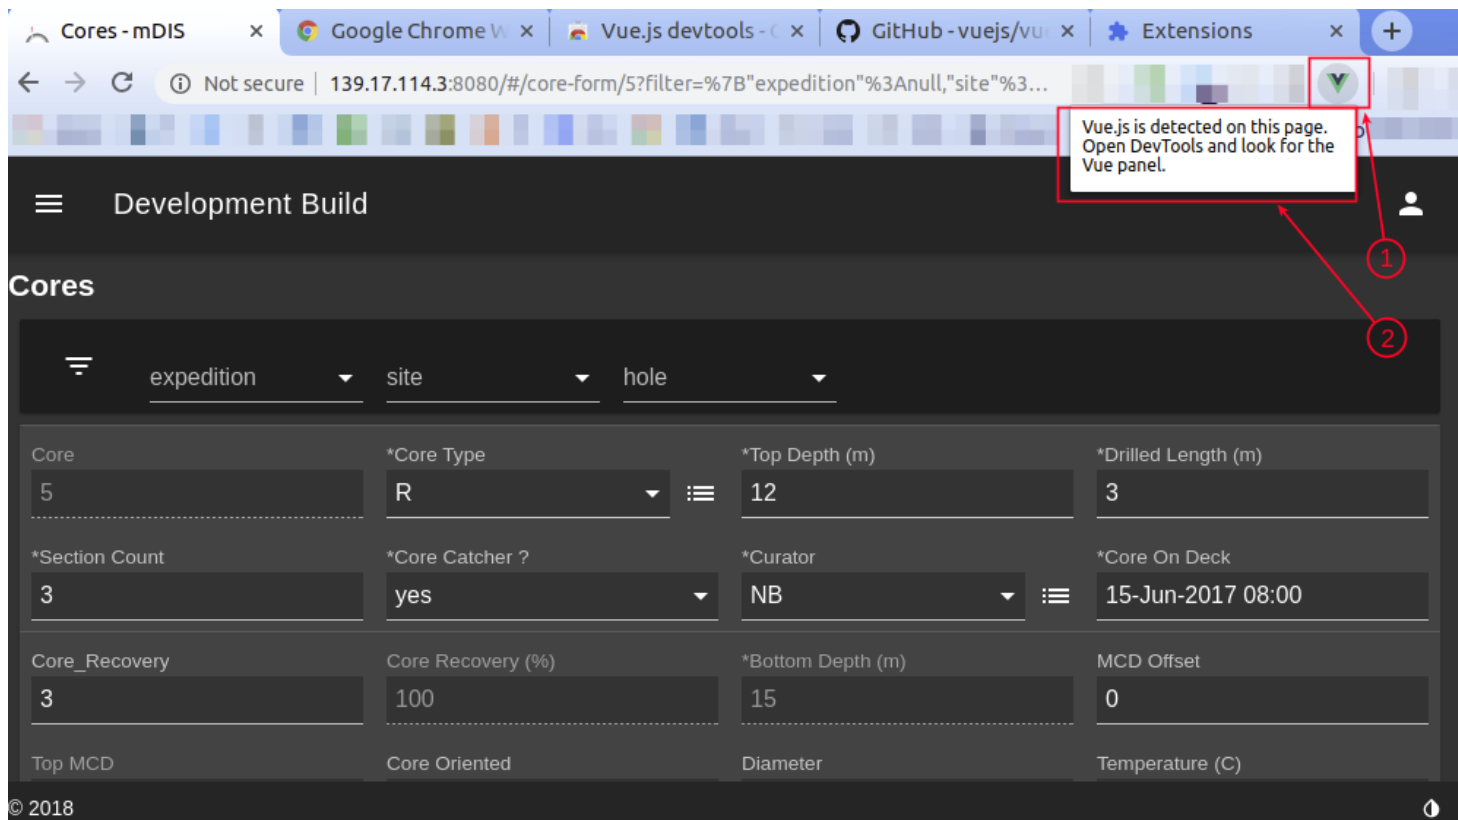 Cores - mDIS × Google Chrome W × Vue.js devtools - C × GitHub - vuejs/vue × Extensions × +
Not secure | 139.17.114.3:8080/#/core-form/5?filter=%7B"expedition"%3Anull,"site"%3...
Vue.js is detected on this page.
Open DevTools and look for the
Vue panel.
Development Build
1
Cores
2
expedition site hole
Core *Core Type *Top Depth (m) *Drilled Length (m)
5 R 12 3
*Section Count *Core Catcher ? *Curator *Core On Deck
3 yes NB 15-Jun-2017 08:00
Core_Recovery Core Recovery (%) *Bottom Depth (m) MCD Offset
3 100 15 0
Top MCD Core Oriented Diameter Temperature (C)
© 2018